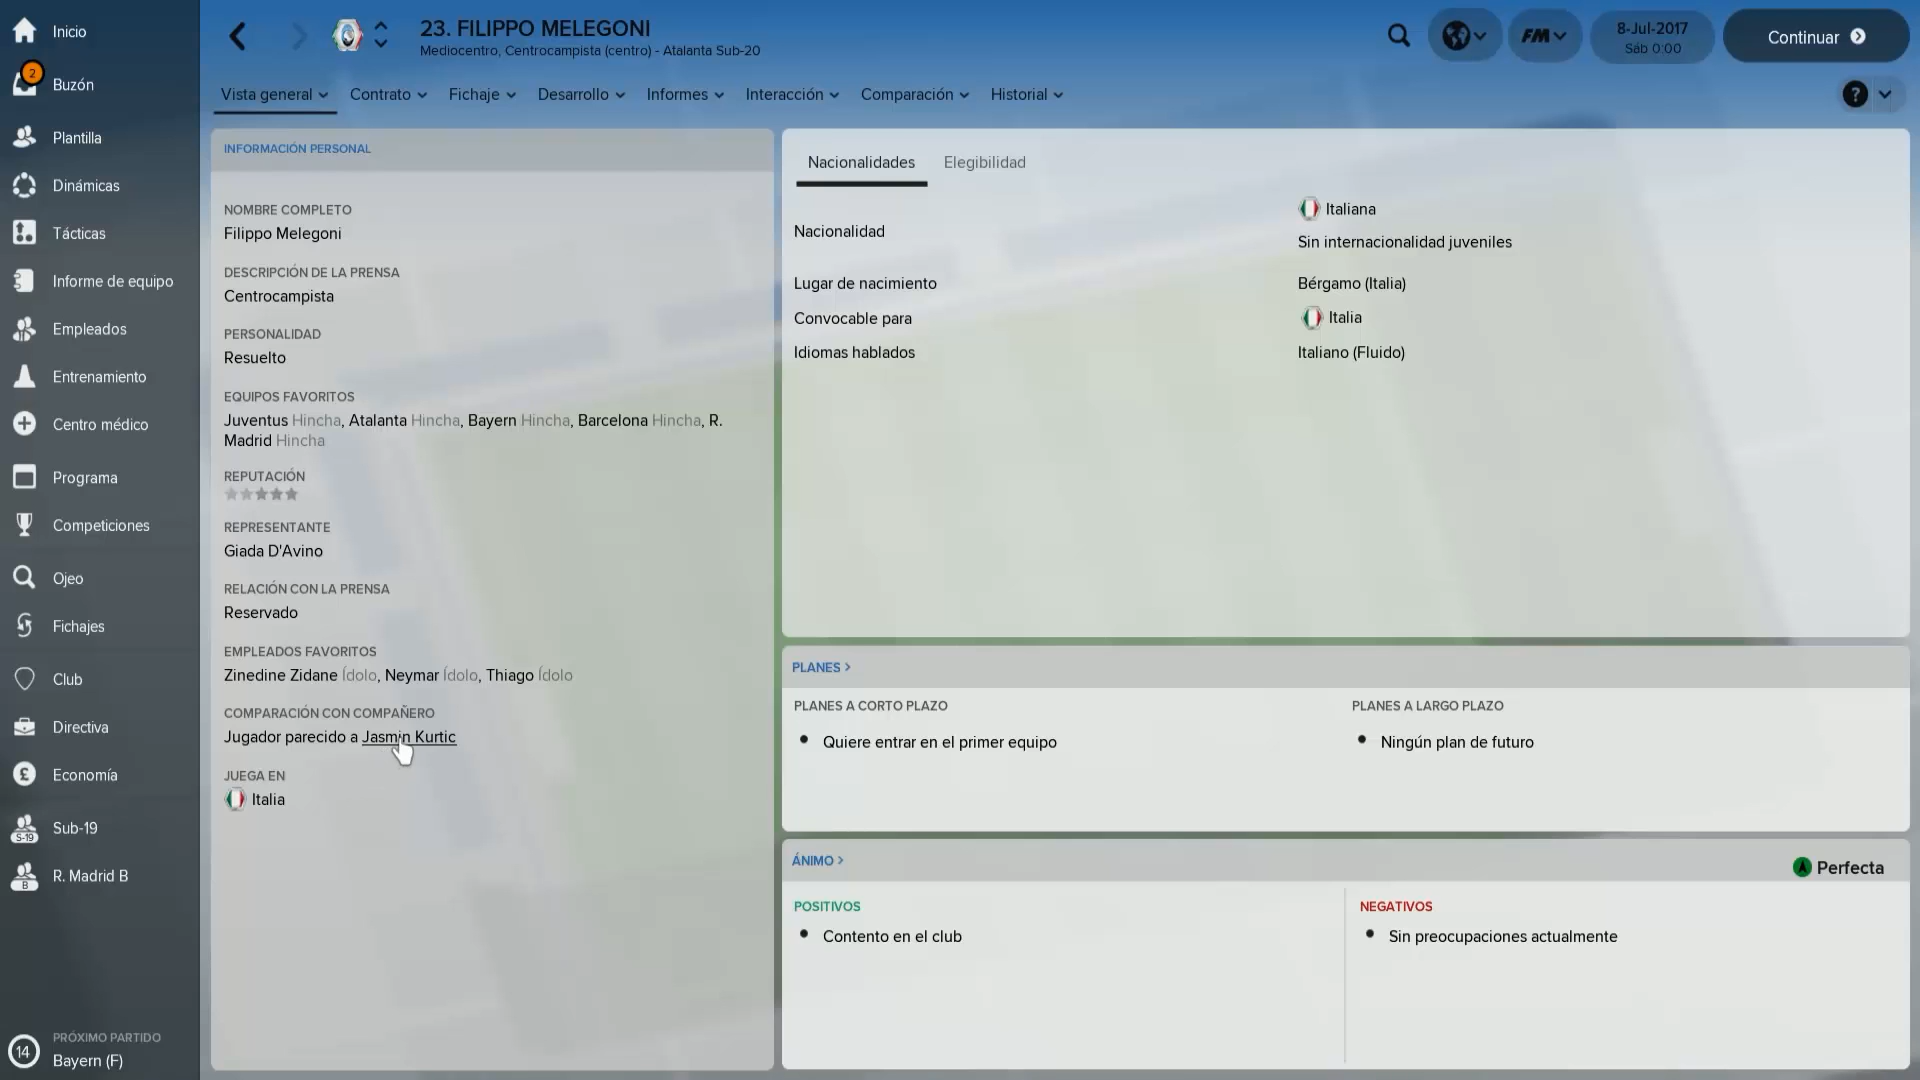 Inicio
2
Buzón
Plantilla
Dinámicas
Tácticas
Informe de equipo
Empleados
Entrenamiento
Centro médico
Programa
Competiciones
Ojeo
Fichajes
Club
Directiva
£
Economía
S-19
Sub-19
B
R. Madrid B
14
PRÓXIMO PARTIDO
Bayern (F)
23. FILIPPO MELEGONI
Mediocentro, Centrocampista (centro) - Atalanta Sub-20
FM
8-Jul-2017
Sáb 0:00
Continuar
Vista general
Contrato
Fichaje
Desarrollo
Informes
Interacción
Comparación
Historial
?
INFORMACIÓN PERSONAL
NOMBRE COMPLETO
Filippo Melegoni
DESCRIPCIÓN DE LA PRENSA
Centrocampista
PERSONALIDAD
Resuelto
EQUIPOS FAVORITOS
Juventus Hincha, Atalanta Hincha, Bayern Hincha, Barcelona Hincha, R.
Madrid Hincha
REPUTACIÓN
REPRESENTANTE
Giada D'Avino
RELACIÓN CON LA PRENSA
Reservado
EMPLEADOS FAVORITOS
Zinedine Zidane Ídolo, Neymar Ídolo, Thiago Ídolo
COMPARACIÓN CON COMPAÑERO
Jugador parecido a Jasmin Kurtic
JUEGA EN
Italia
Nacionalidades
Elegibilidad
Nacionalidad
Italiana
Sin internacionalidad juveniles
Lugar de nacimiento
Bérgamo (Italia)
Convocable para
Italia
Idiomas hablados
Italiano (Fluido)
PLANES >
PLANES A CORTO PLAZO
• Quiere entrar en el primer equipo
PLANES A LARGO PLAZO
• Ningún plan de futuro
ÁNIMO >
Perfecta
POSITIVOS
• Contento en el club
NEGATIVOS
• Sin preocupaciones actualmente